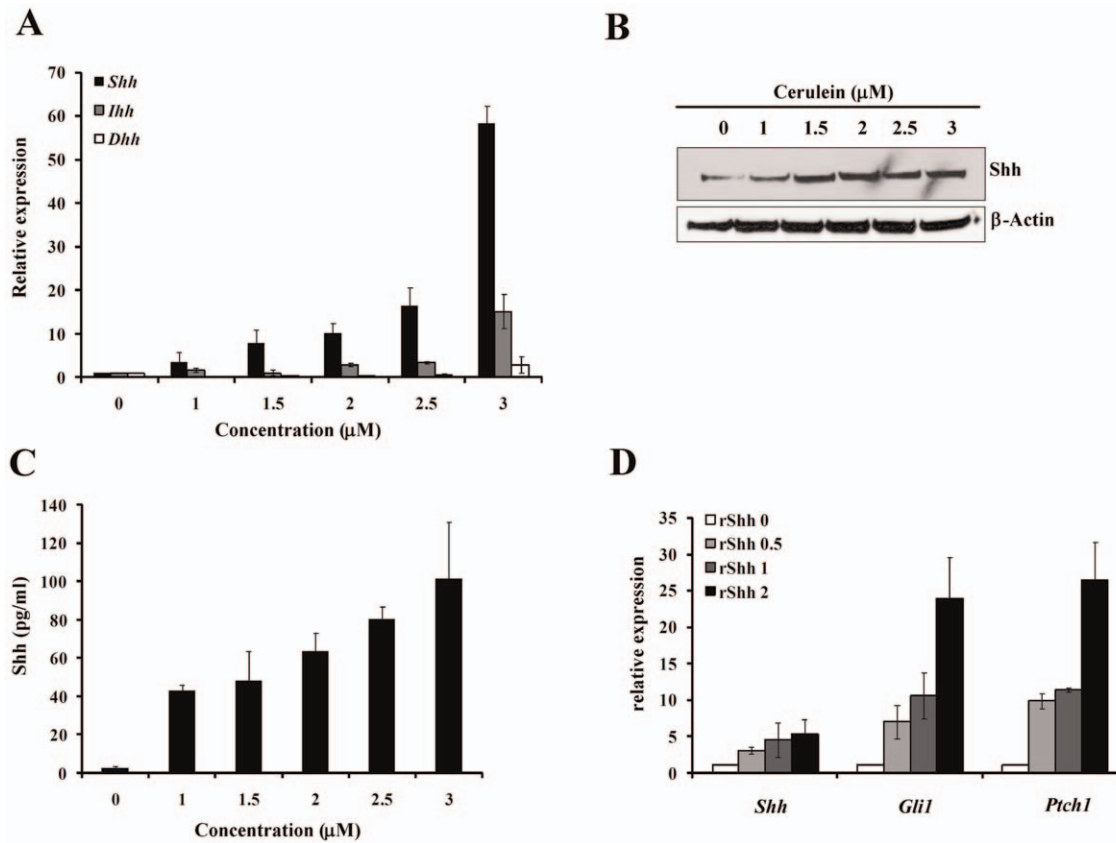 A
70
60
50
40
30
20
10
0
Relative expression
Shh
Ihh
Dhh
0 1 1.5 2 2.5 3
Concentration (μM)
B
Cerulein (μM)
0 1 1.5 2 2.5 3
Shh
β-Actin
C
140
120
100
80
60
40
20
0
Shh (pg/ml)
0 1 1.5 2 2.5 3
Concentration (μM)
D
35
30
25
20
15
10
5
0
relative expression
rShh 0
rShh 0.5
rShh 1
rShh 2
Shh Gli1 Ptch1